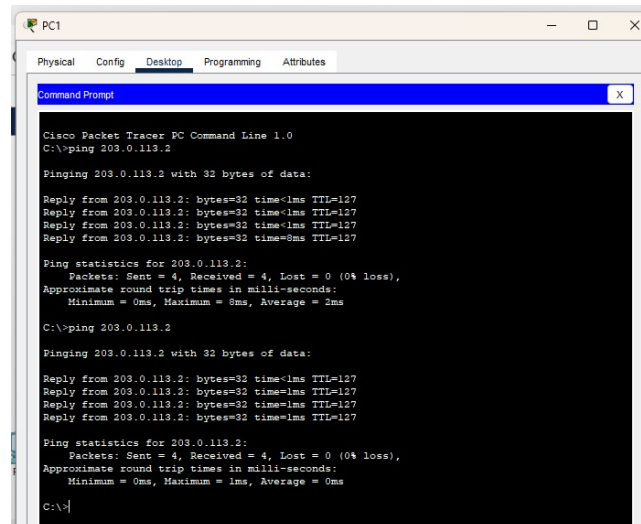 PC1
Physical Config Desktop Programming Attributes
Command Prompt X
Cisco Packet Tracer PC Command Line 1.0
C:\>ping 203.0.113.2
Pinging 203.0.113.2 with 32 bytes of data:
Reply from 203.0.113.2: bytes=32 time<1ms TTL=127
Reply from 203.0.113.2: bytes=32 time<1ms TTL=127
Reply from 203.0.113.2: bytes=32 time<1ms TTL=127
Reply from 203.0.113.2: bytes=32 time=8ms TTL=127
Ping statistics for 203.0.113.2:
Packets: Sent = 4, Received = 4, Lost = 0 (0% loss),
Approximate round trip times in milli-seconds:
Minimum = 0ms, Maximum = 8ms, Average = 2ms
C:\>ping 203.0.113.2
Pinging 203.0.113.2 with 32 bytes of data:
Reply from 203.0.113.2: bytes=32 time<1ms TTL=127
Reply from 203.0.113.2: bytes=32 time=1ms TTL=127
Reply from 203.0.113.2: bytes=32 time=1ms TTL=127
Reply from 203.0.113.2: bytes=32 time=1ms TTL=127
Ping statistics for 203.0.113.2:
Packets: Sent = 4, Received = 4, Lost = 0 (0% loss),
Approximate round trip times in milli-seconds:
Minimum = 0ms, Maximum = 1ms, Average = 0ms
C:\>